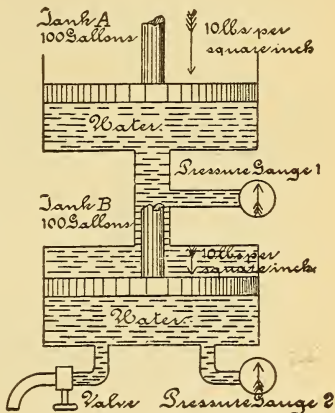 Tank A
100 Gallons
10 lbs per
square inch
Water.
Pressure Gauge 1
Tank B
100 Gallons
10 lbs per
square inch.
Water.
Valve
Pressure Gauge 2